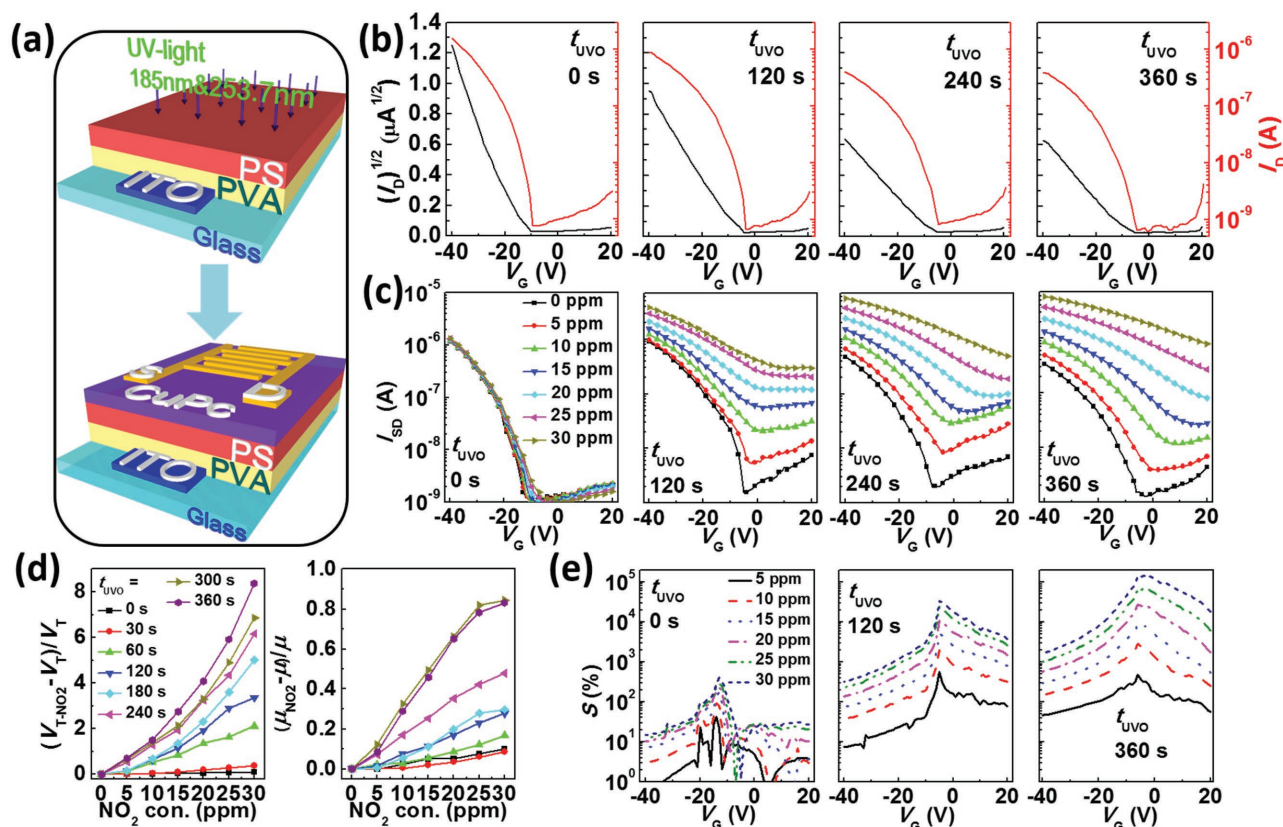 (a)
UV-light
185nm&253.7nm
PS
ITO
PVA
Glass
S
D
CuPc
PS
ITO
PVA
Glass
(b)
(I_D)^{1/2} (μA^{1/2})
1.4
1.2
1.0
0.8
0.6
0.4
0.2
0.0
t_UVO
0 s
-40 -20 0 20
V_G (V)
t_UVO
120 s
-40 -20 0 20
V_G (V)
t_UVO
240 s
-40 -20 0 20
V_G (V)
t_UVO
360 s
-40 -20 0 20
V_G (V)
10^{-6}
10^{-7}
10^{-8}
10^{-9}
I_D (A)
(c)
I_SD (A)
10^{-5}
10^{-6}
10^{-7}
10^{-8}
10^{-9}
0 ppm
5 ppm
10 ppm
15 ppm
20 ppm
25 ppm
30 ppm
t_UVO
0 s
-40 -20 0 20
V_G (V)
t_UVO
120 s
-40 -20 0 20
V_G (V)
t_UVO
240 s
-40 -20 0 20
V_G (V)
t_UVO
360 s
-40 -20 0 20
V_G (V)
(d)
(V_{T-NO2} - V_T)/ V_T
8
6
4
2
0
t_UVO =
0 s
30 s
60 s
120 s
180 s
240 s
300 s
360 s
0 5 10 15 20 25 30
NO_2 con. (ppm)
(μ_NO2 -μ)/μ
1.0
0.8
0.6
0.4
0.2
0.0
0 5 10 15 20 25 30
NO_2 con. (ppm)
(e)
S (%)
10^5
10^4
10^3
10^2
10^1
10^0
t_UVO
0 s
5 ppm
10 ppm
15 ppm
20 ppm
25 ppm
30 ppm
-40 -20 0 20
V_G (V)
t_UVO
120 s
-40 -20 0 20
V_G (V)
t_UVO
360 s
-40 -20 0 20
V_G (V)